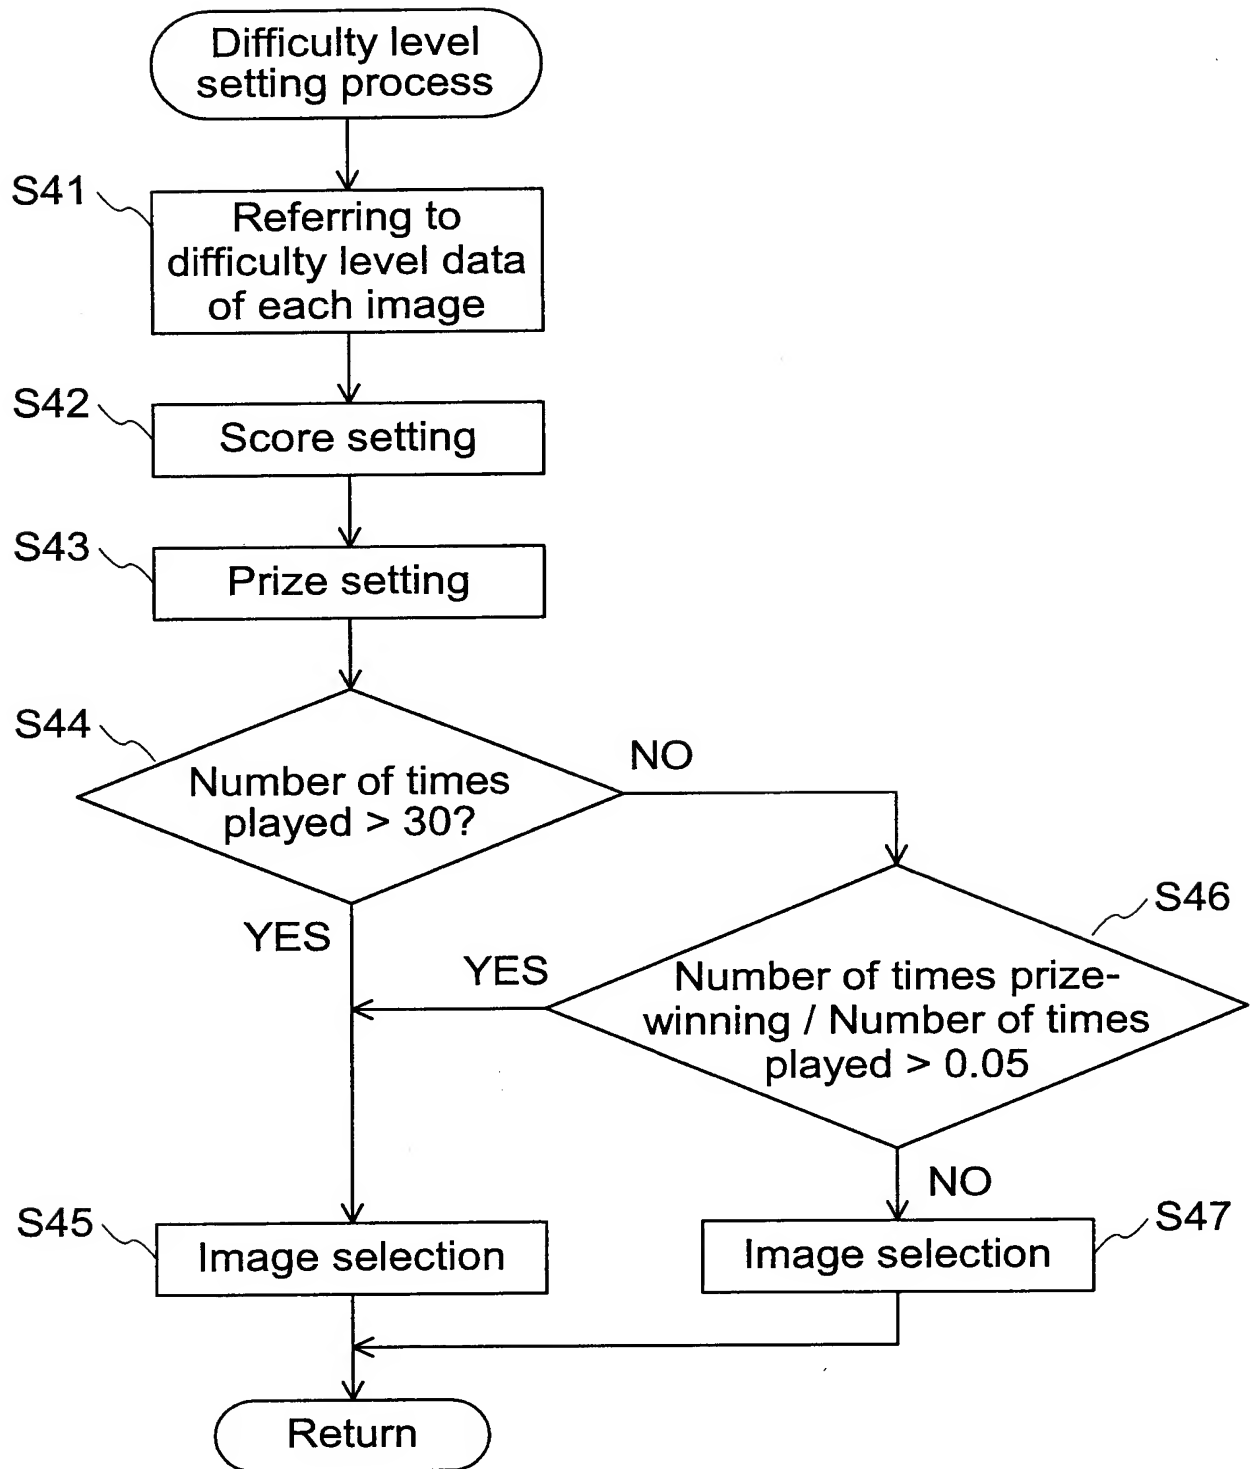 Difficulty level
setting process
S41
Referring to
difficulty level data
of each image
S42
Score setting
S43
Prize setting
S44
Number of times
played > 30?
NO
YES
S46
Number of times prize-
winning / Number of times
played > 0.05
YES
NO
S45
Image selection
S47
Image selection
Return